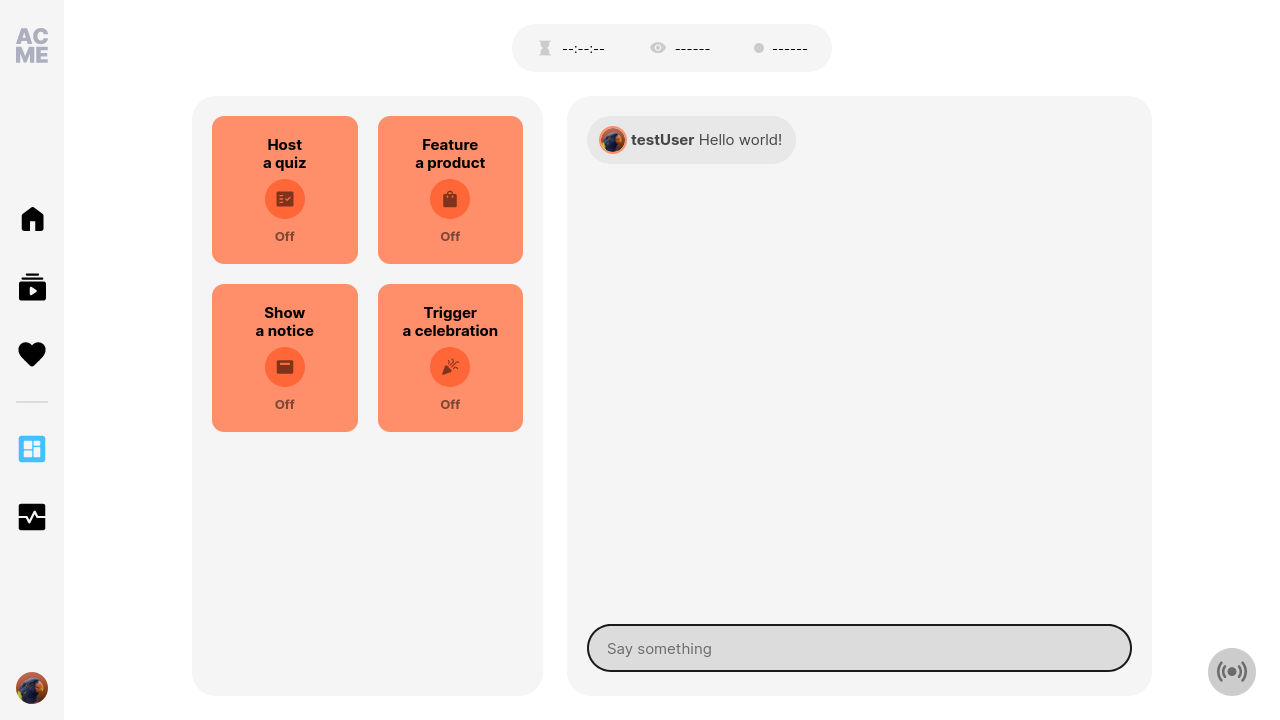 AC
ME
--:--:-- ------ ------
Host
a quiz
Off
Feature
a product
Off
Show
a notice
Off
Trigger
a celebration
Off
testUser Hello world!
Say something